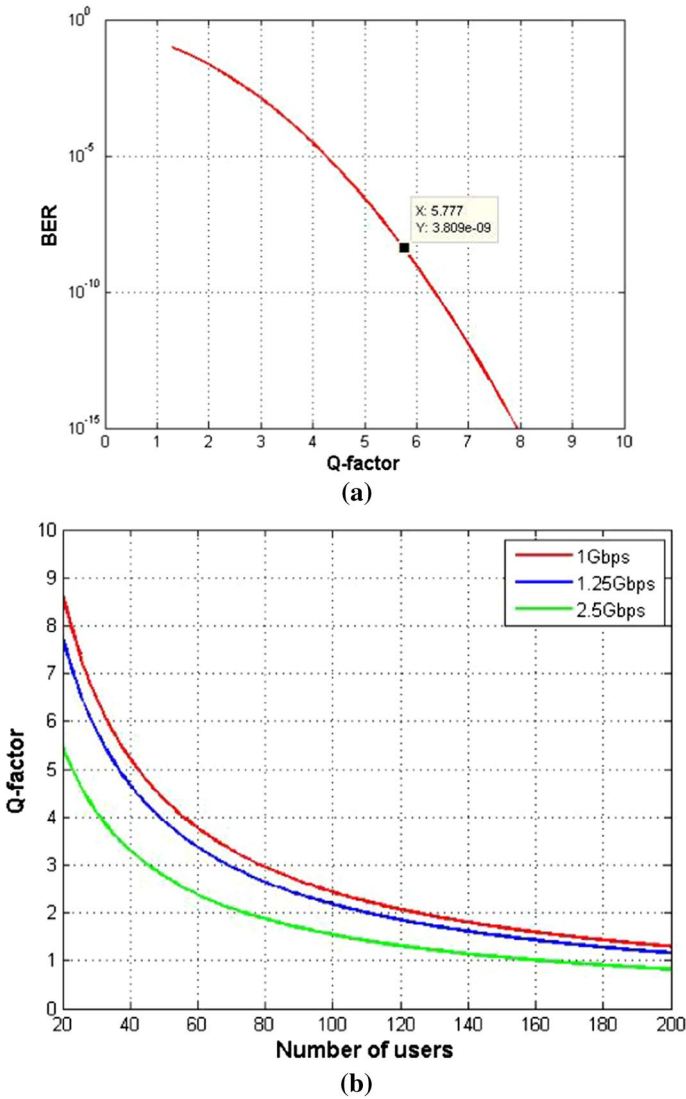 10^0
10^-5
10^-10
10^-15
BER
X: 5.777
Y: 3.809e-09
0 1 2 3 4 5 6 7 8 9 10
Q-factor
(a)
10
9
8
7
6
5
4
3
2
1
0
Q-factor
1Gbps
1.25Gbps
2.5Gbps
20 40 60 80 100 120 140 160 180 200
Number of users
(b)